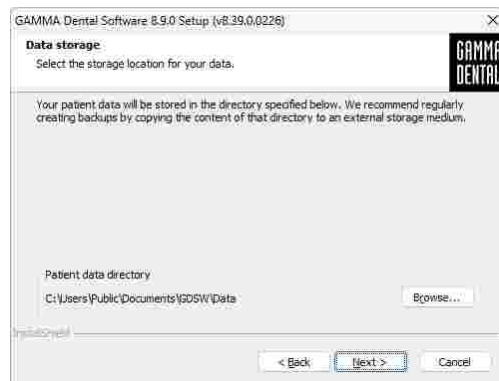 GAMMA Dental Software 8.9.0 Setup (v8.39.0.0226)
Data storage
Select the storage location for your data.
GAMMA
DENTAL
Your patient data will be stored in the directory specified below. We recommend regularly
creating backups by copying the content of that directory to an external storage medium.
Patient data directory
C:\Users\Public\Documents\GDSW\Data
Browse...
InstallShield
< Back
Next >
Cancel